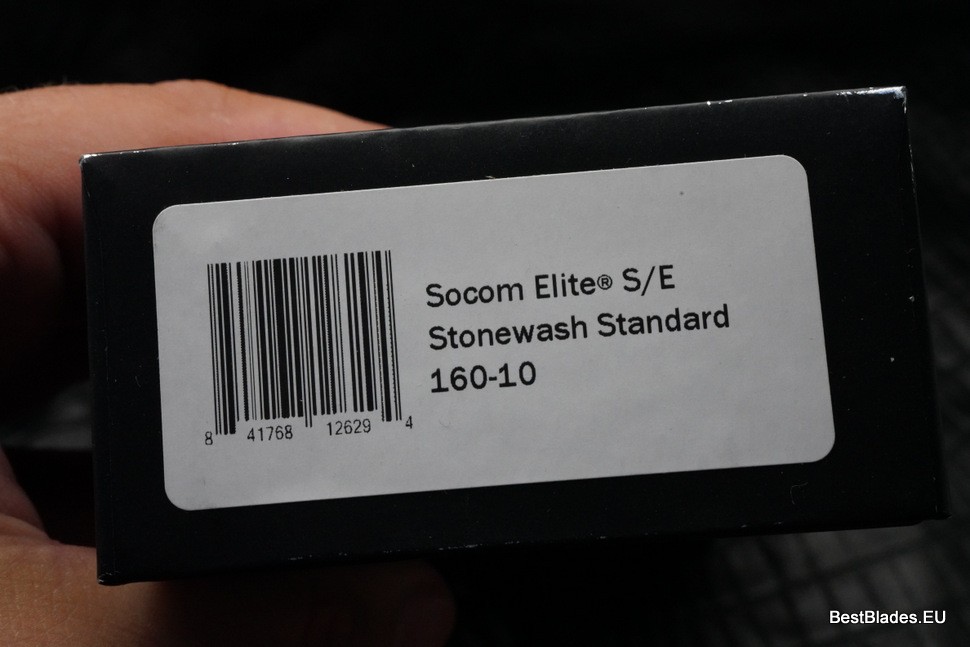 Socom Elite® S/E
Stonewash Standard
160-10
8 41768 12629 4
BestBlades.EU